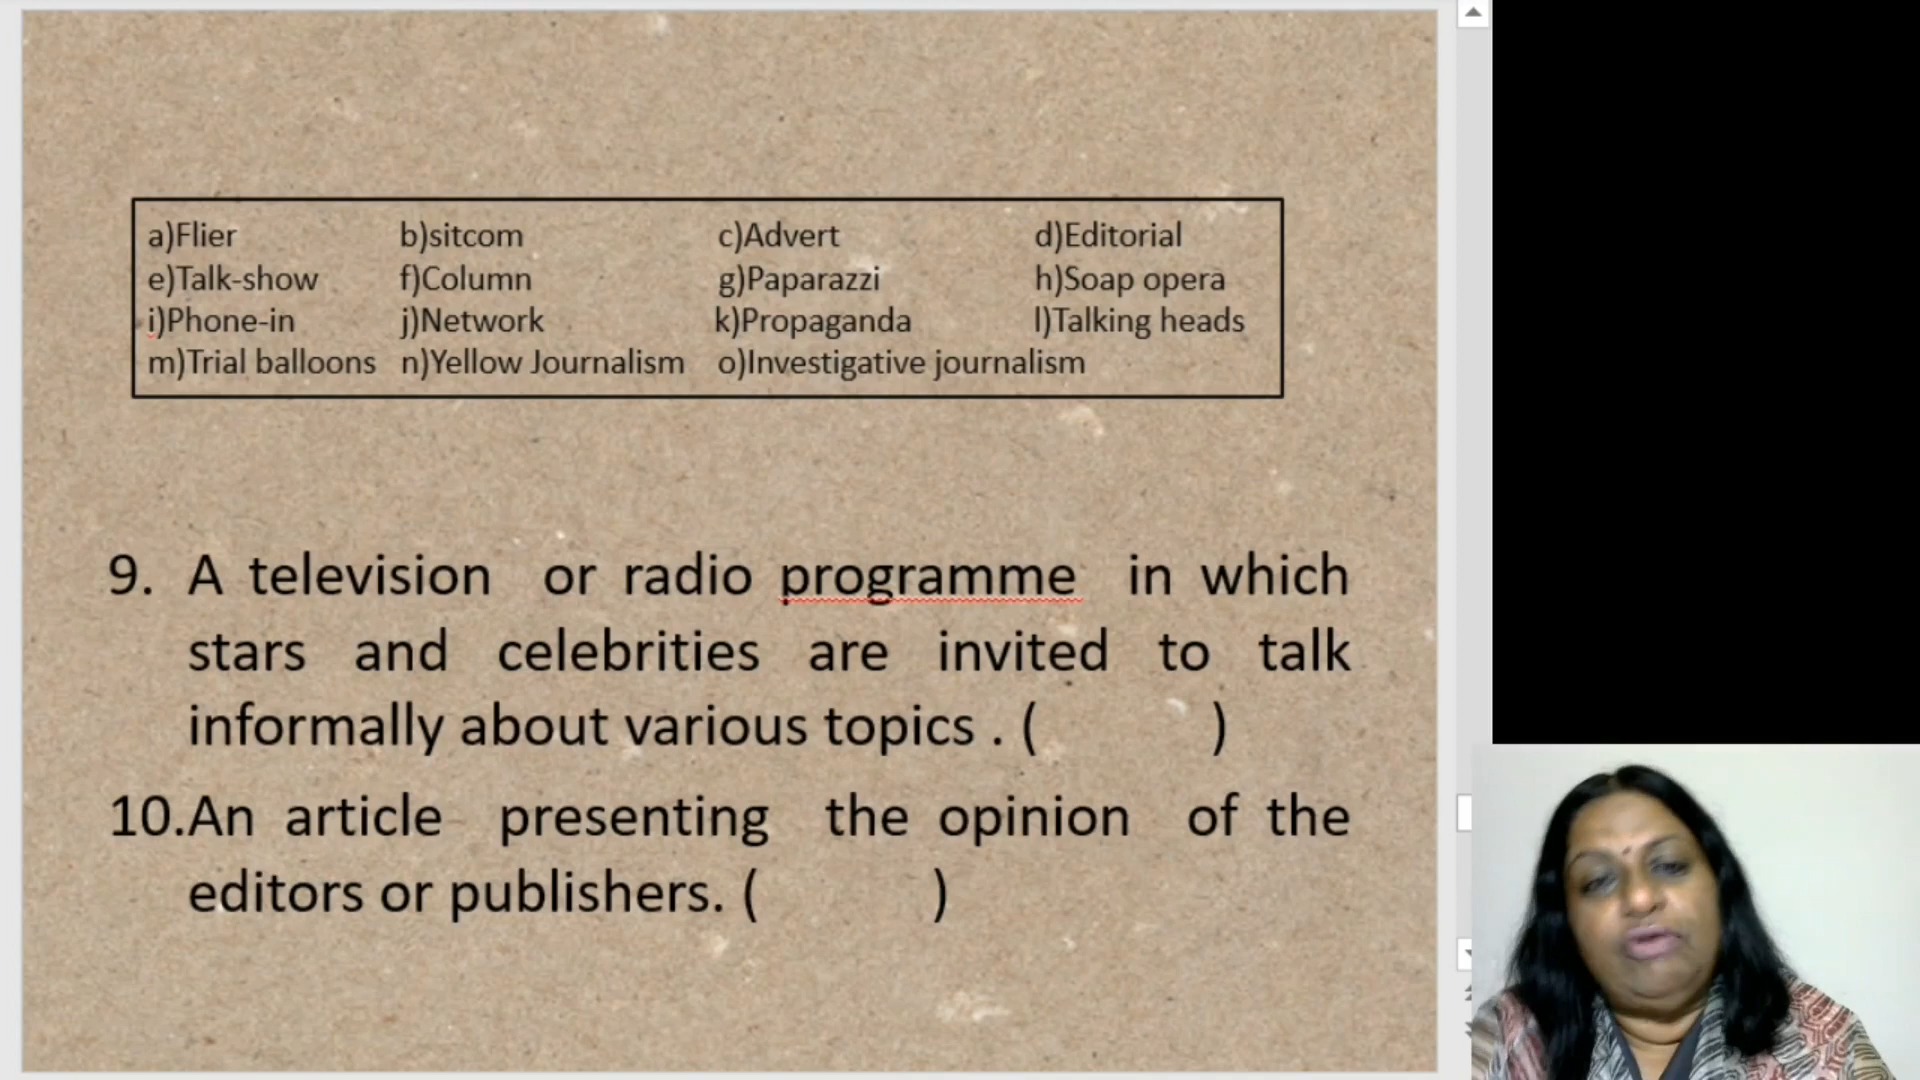 a)Flier b)sitcom c)Advert d)Editorial
e)Talk-show f)Column g)Paparazzi h)Soap opera
i)Phone-in j)Network k)Propaganda l)Talking heads
m)Trial balloons n)Yellow Journalism o)Investigative journalism
9. A television or radio programme in which
stars and celebrities are invited to talk
informally about various topics . ( )
10.An article presenting the opinion of the
editors or publishers. ( )